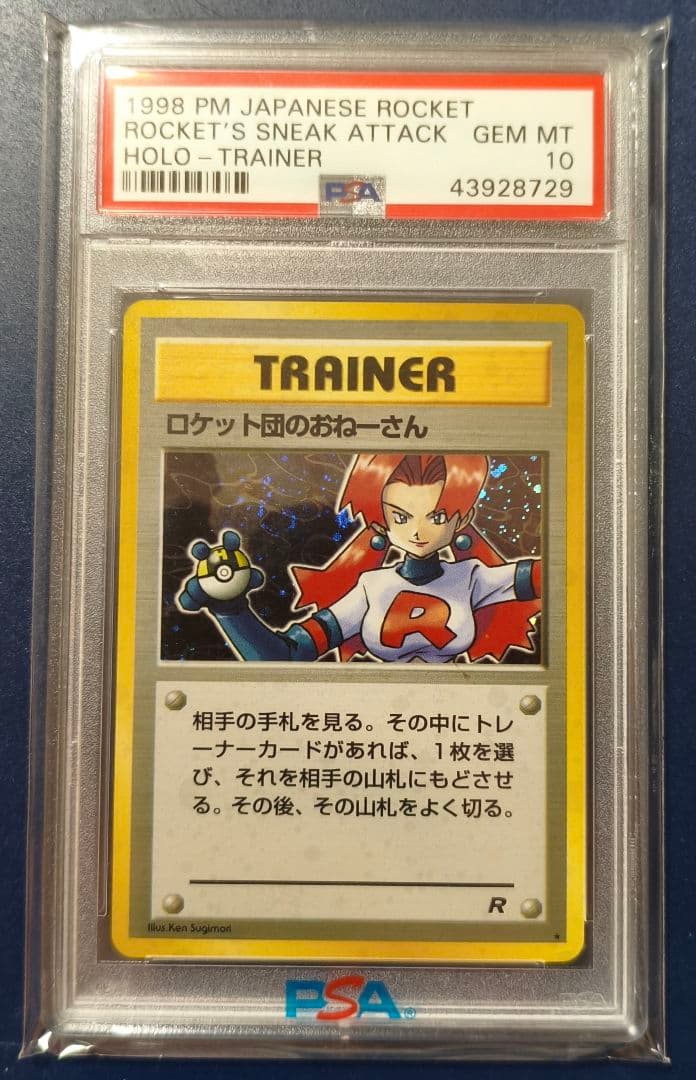 1998 PM JAPANESE ROCKET
ROCKET'S SNEAK ATTACK GEM MT
HOLO-TRAINER 10
PSA 43928729
TRAINER
ロケット団のおねーさん
R
相手の手札を見る。その中にトレ
ーナーカードがあれば、1枚を選
び、それを相手の山札にもどさせ
る。その後、その山札をよく切る。
R
Illus. Ken Sugimori
★
PSA®